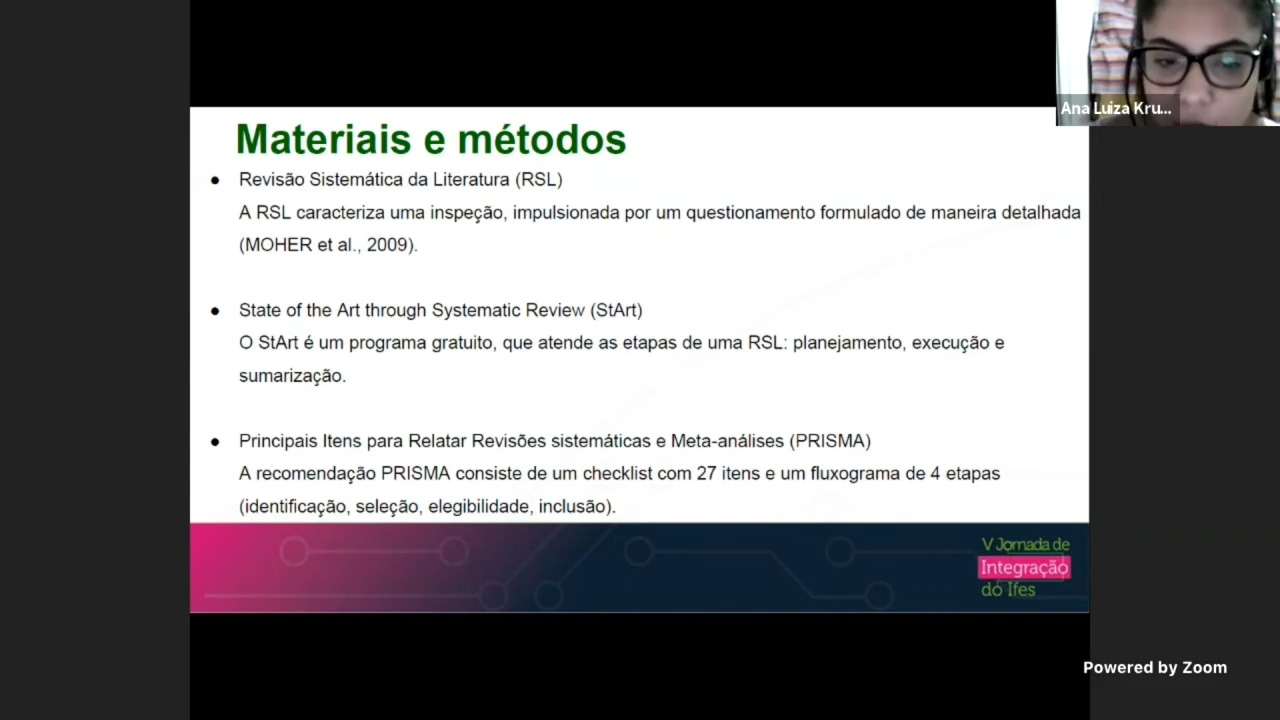 Ana Luiza Kru...
Materiais e métodos
● Revisão Sistemática da Literatura (RSL)
A RSL caracteriza uma inspeção, impulsionada por um questionamento formulado de maneira detalhada
(MOHER et al., 2009).
● State of the Art through Systematic Review (StArt)
O StArt é um programa gratuito, que atende as etapas de uma RSL: planejamento, execução e
sumarização.
● Principais Itens para Relatar Revisões sistemáticas e Meta-análises (PRISMA)
A recomendação PRISMA consiste de um checklist com 27 itens e um fluxograma de 4 etapas
(identificação, seleção, elegibilidade, inclusão).
V Jornada de
Integração
do Ifes
Powered by Zoom